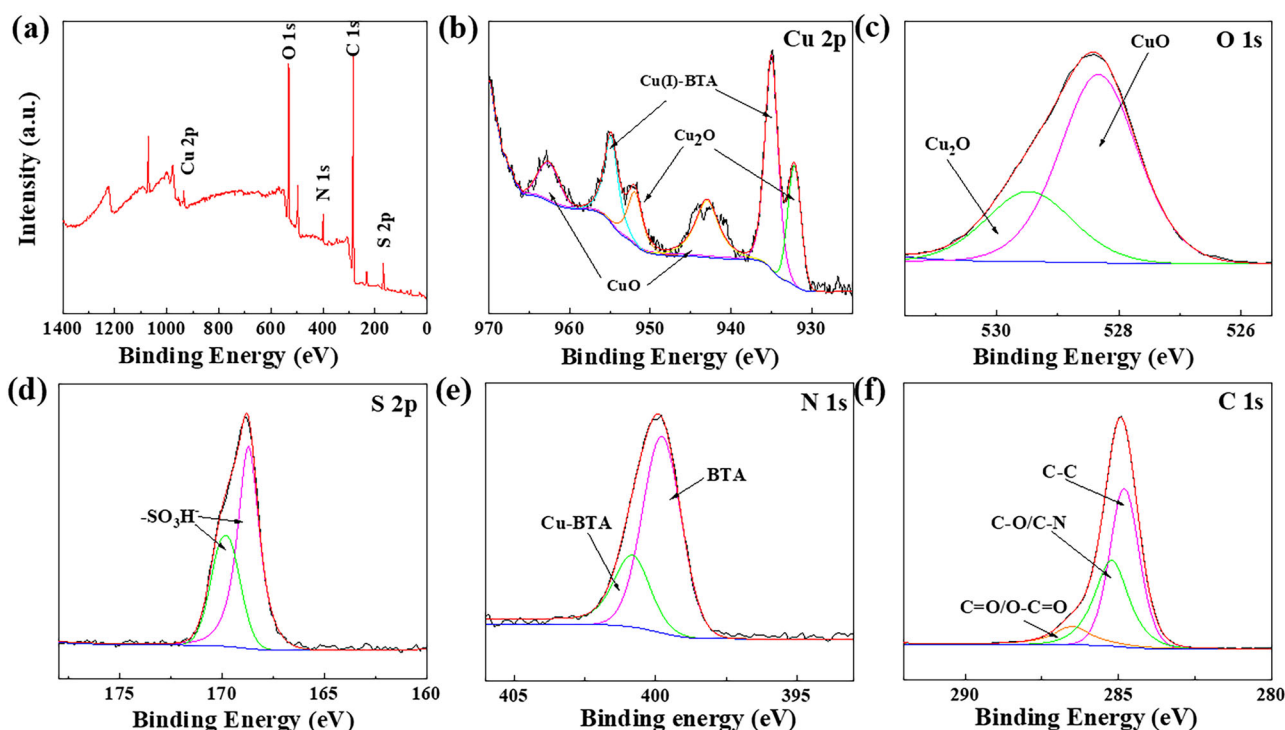 (a)
Cu 2p
O 1s
N 1s
C 1s
S 2p
Intensity (a.u.)
1400 1200 1000 800 600 400 200 0
Binding Energy (eV)
(b)
Cu 2p
Cu(I)-BTA
Cu2O
CuO
970 960 950 940 930
Binding Energy (eV)
(c)
O 1s
CuO
Cu2O
530 528 526
Binding Energy (eV)
(d)
S 2p
-SO3H-
175 170 165 160
Binding Energy (eV)
(e)
N 1s
BTA
Cu-BTA
405 400 395
Binding energy (eV)
(f)
C 1s
C-C
C-O/C-N
C=O/O-C=O
290 285 280
Binding Energy (eV)